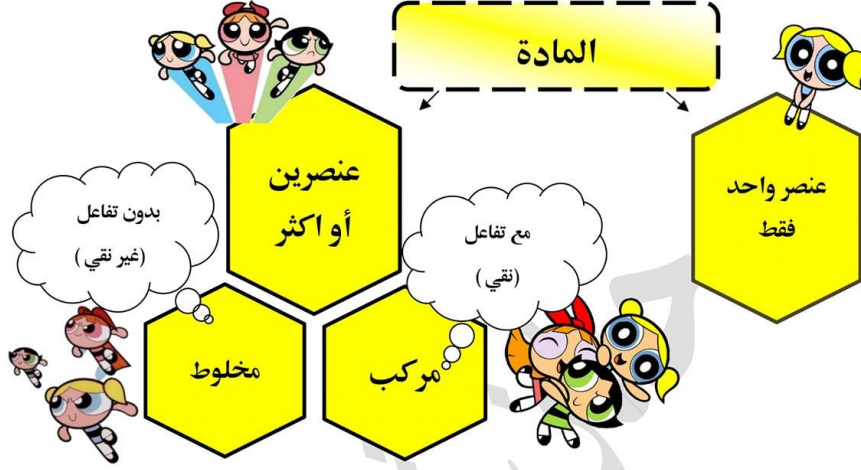 المادة
عنصر واحد
فقط
عنصرين
أو اكثر
مع تفاعل
(نقي)
مركب
بدون تفاعل
(غير نقي)
مخلوط